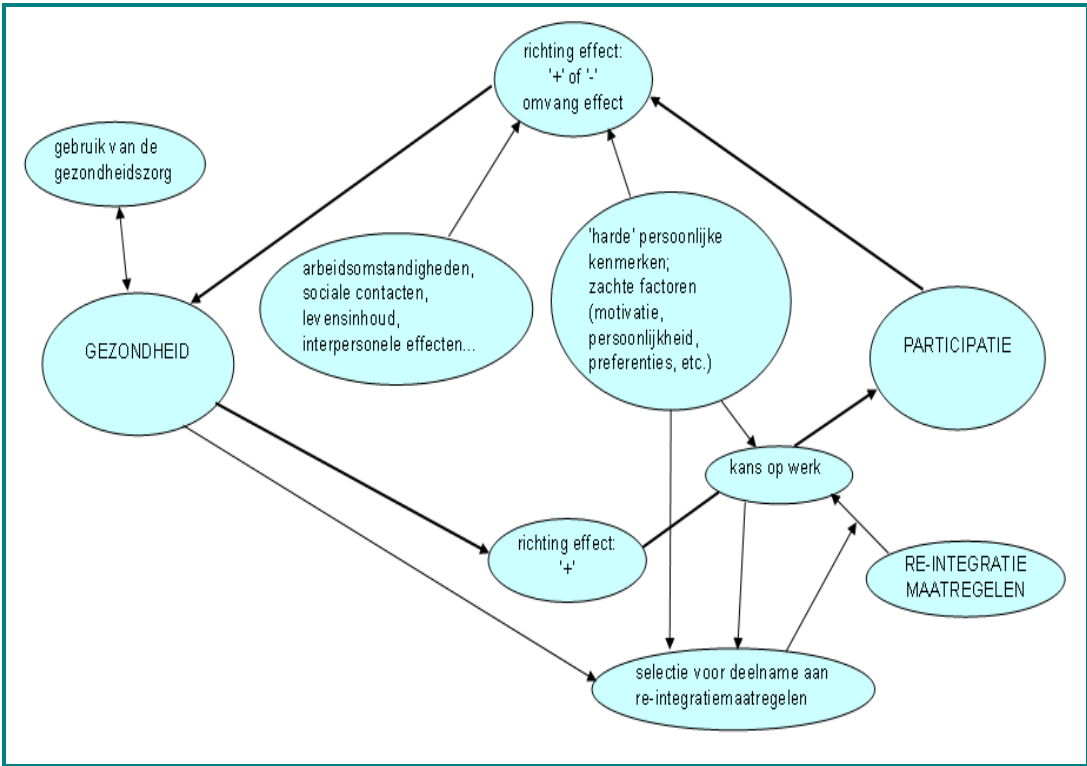 richting effect:
'+' of '-'
omvang effect
gebruik van de
gezondheidszorg
'harde' persoonlijke
kenmerken;
zachte factoren
(motivatie,
persoonlijkheid,
preferenties, etc.)
arbeidsomstandigheden,
sociale contacten,
levensinhoud,
interpersonele effecten...
GEZONDHEID
PARTICIPATIE
kans op werk
richting effect:
'+'
RE-INTEGRATIE
MAATREGELEN
selectie voor deelname aan
re-integratiemaatregelen